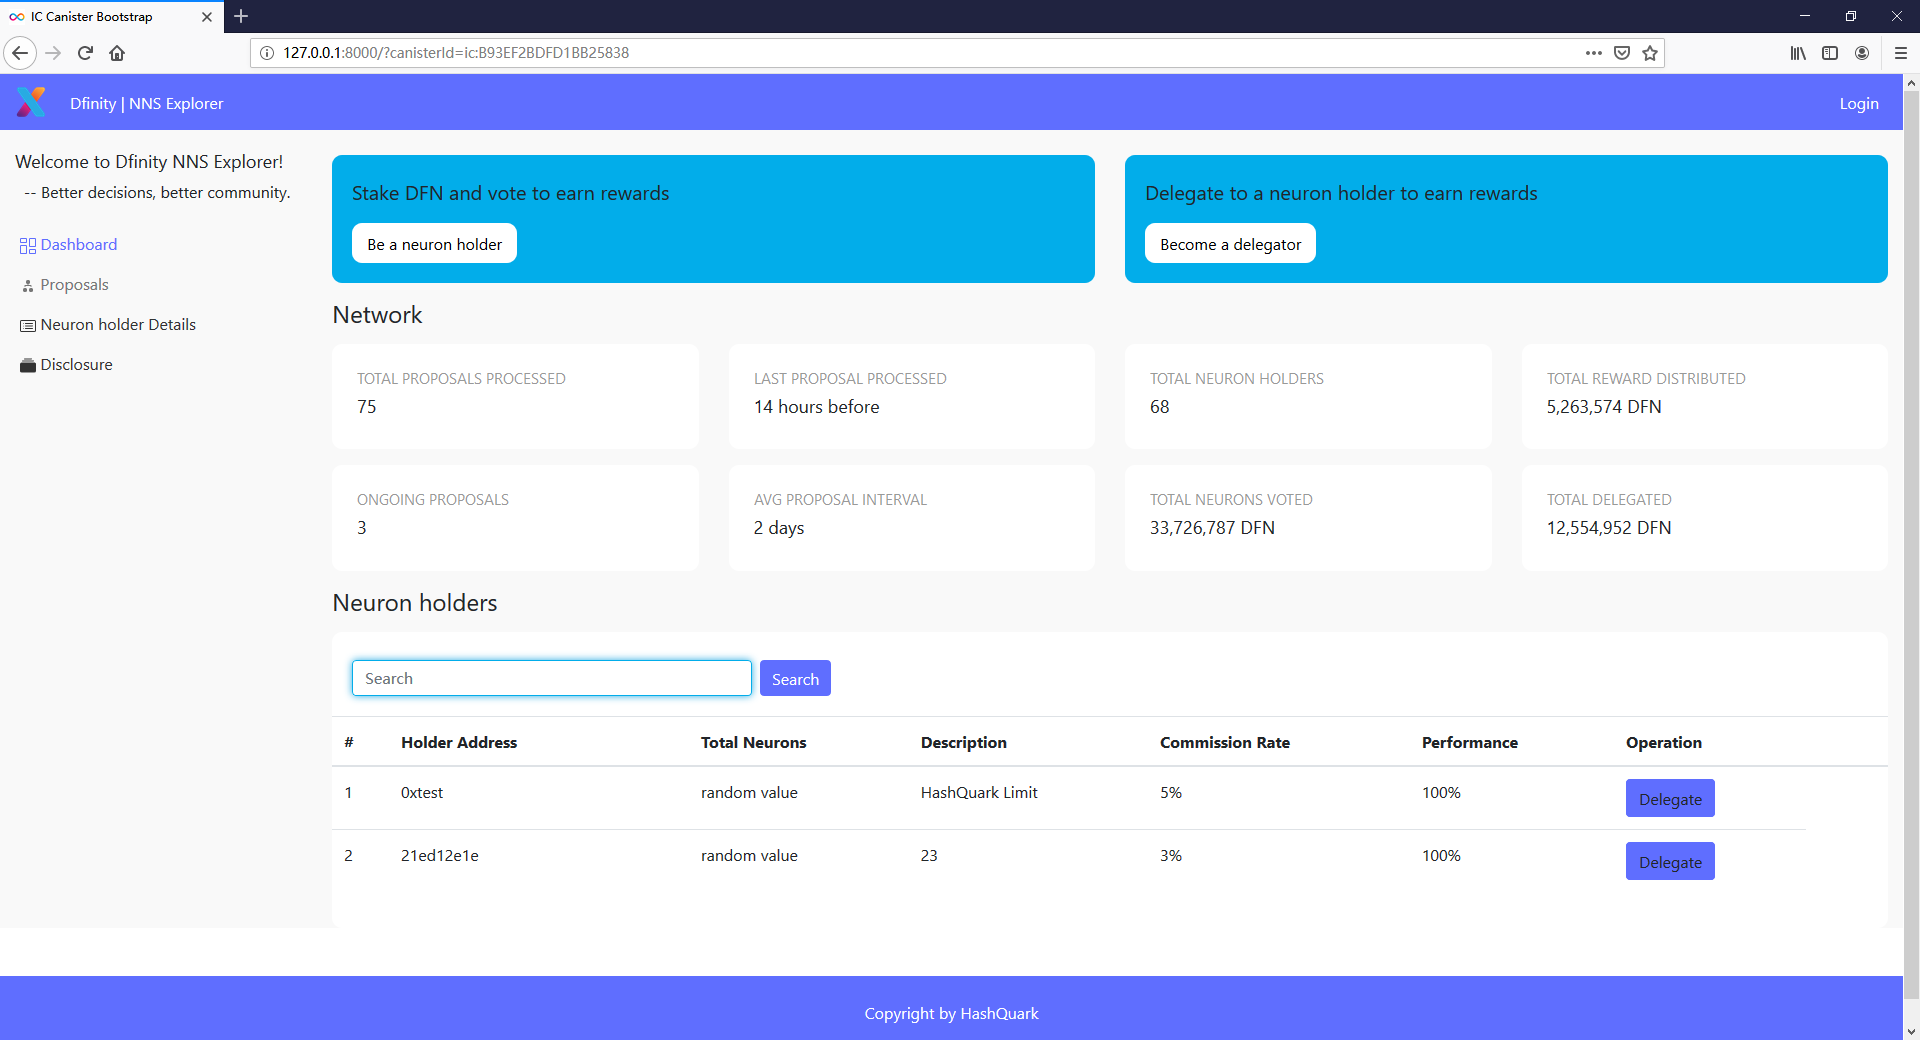 IC Canister Bootstrap
127.0.0.1:8000/?canisterId=ic:B93EF2BDFD1BB25838
Dfinity | NNS Explorer
Login
Welcome to Dfinity NNS Explorer!
-- Better decisions, better community.
Dashboard
Proposals
Neuron holder Details
Disclosure
Stake DFN and vote to earn rewards
Be a neuron holder
Delegate to a neuron holder to earn rewards
Become a delegator
Network
TOTAL PROPOSALS PROCESSED
75
LAST PROPOSAL PROCESSED
14 hours before
TOTAL NEURON HOLDERS
68
TOTAL REWARD DISTRIBUTED
5,263,574 DFN
ONGOING PROPOSALS
3
AVG PROPOSAL INTERVAL
2 days
TOTAL NEURONS VOTED
33,726,787 DFN
TOTAL DELEGATED
12,554,952 DFN
Neuron holders
Search Search
# Holder Address Total Neurons Description Commission Rate Performance Operation
1 0xtest random value HashQuark Limit 5% 100% Delegate
2 21ed12e1e random value 23 3% 100% Delegate
Copyright by HashQuark